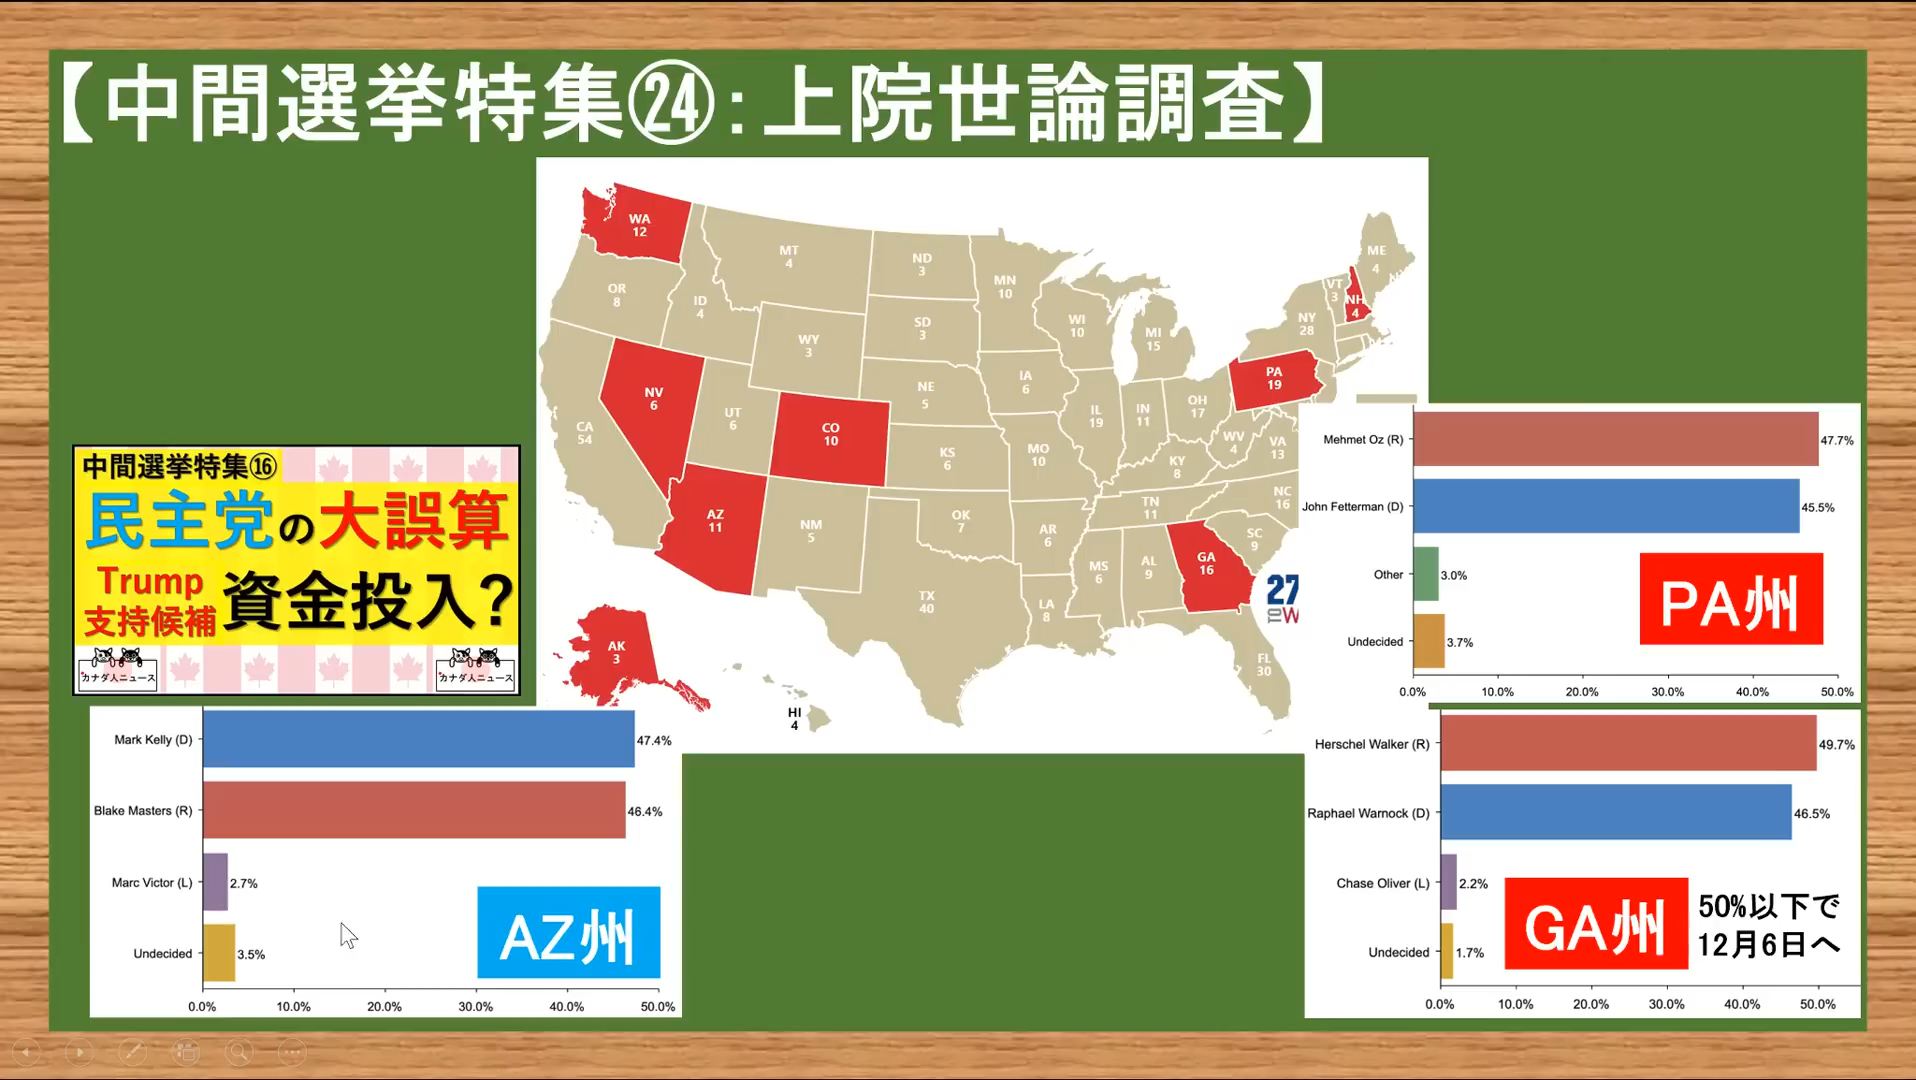 【中間選挙特集㉔:上院世論調査】
WA
12
MT
4
ND
3
MN
10
OR
8
ID
4
SD
3
WI
10
MI
15
ME
4
VT
3
NH
4
NY
28
WY
3
IA
6
NE
5
PA
19
NV
6
UT
6
CO
10
CA
54
IL
19
IN
11
OH
17
WV
4
VA
13
KS
6
MO
10
KY
8
NC
16
AZ
11
NM
5
OK
7
AR
6
TN
11
SC
9
MS
6
AL
9
GA
16
TX
40
LA
8
FL
30
AK
3
HI
4
27
TO
W
中間選挙特集⑯
民主党の大誤算
Trump
支持候補
資金投入?
カナダ人ニュース
カナダ人ニュース
Mehmet Oz (R)
47.7%
John Fetterman (D)
45.5%
Other
3.0%
Undecided
3.7%
PA州
0.0% 10.0% 20.0% 30.0% 40.0% 50.0%
Mark Kelly (D)
47.4%
Blake Masters (R)
46.4%
Marc Victor (L)
2.7%
Undecided
3.5%
AZ州
0.0% 10.0% 20.0% 30.0% 40.0% 50.0%
Herschel Walker (R)
49.7%
Raphael Warnock (D)
46.5%
Chase Oliver (L)
2.2%
Undecided
1.7%
GA州
50%以下で
12月6日へ
0.0% 10.0% 20.0% 30.0% 40.0% 50.0%